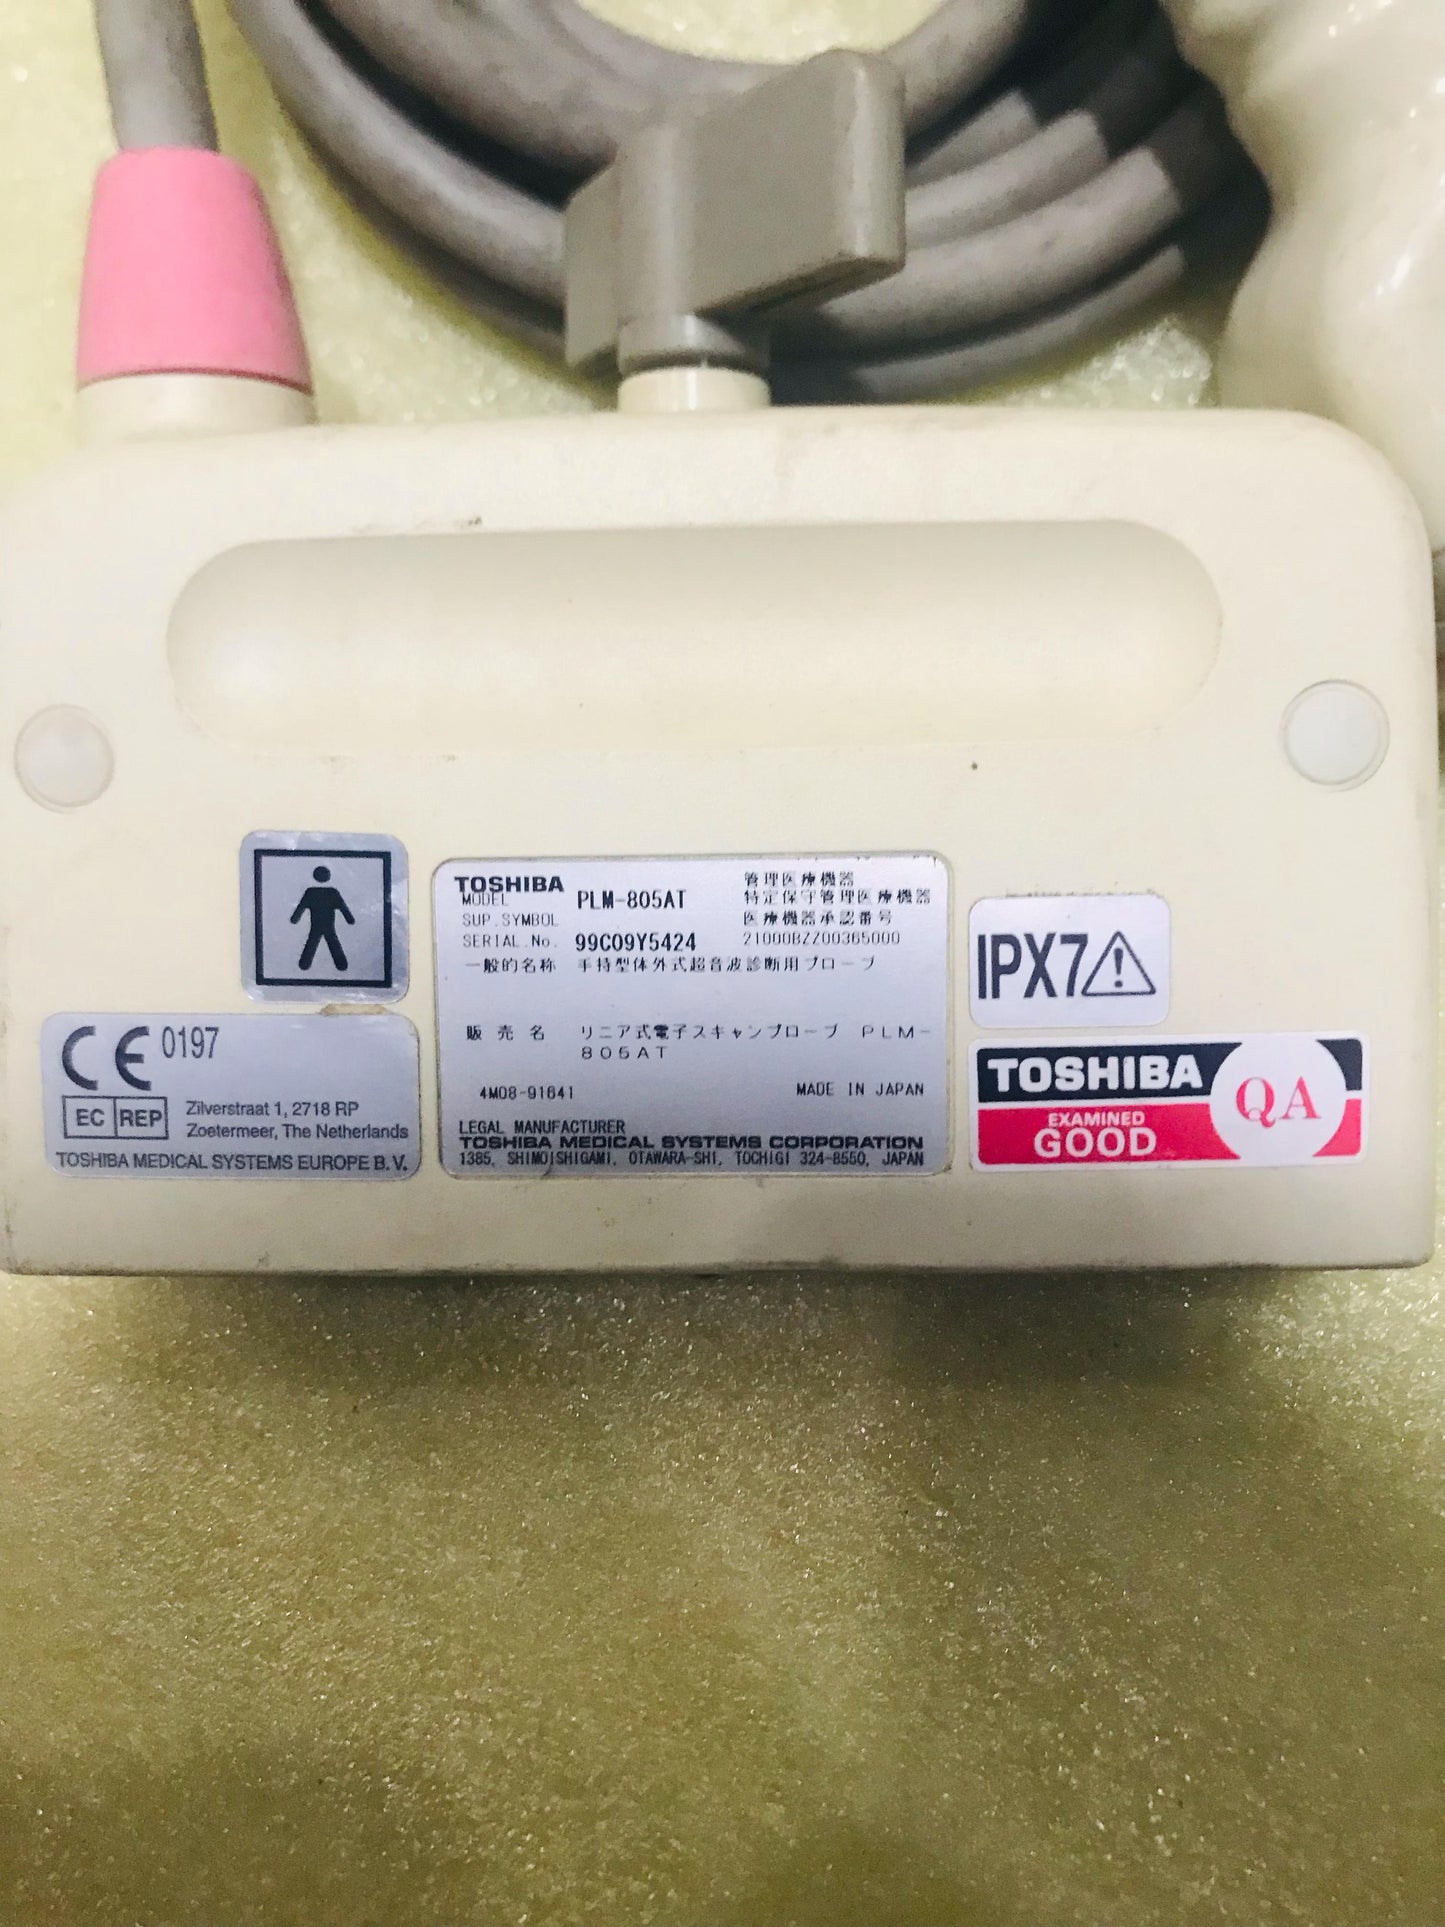 TOSHIBA
MODEL PLM-805AT
SUP.SYMBOL
SERIAL.No. 99C09Y5424
管理医療機器
特定保守管理医療機器
医療機器承認番号
21000BZZ00365000
一般的名称 手持型体外式超音波診断用プローブ
販売名 リニア式電子スキャンプローブ PLM-
805AT
4M08-91641 MADE IN JAPAN
LEGAL MANUFACTURER
TOSHIBA MEDICAL SYSTEMS CORPORATION
1385, SHIMOISHIGAMI, OTAWARA-SHI, TOCHIGI 324-8550, JAPAN
CE 0197
EC REP
Zilverstraat 1, 2718 RP
Zoetermeer, The Netherlands
TOSHIBA MEDICAL SYSTEMS EUROPE B.V.
IPX7
TOSHIBA
EXAMINED
GOOD
QA